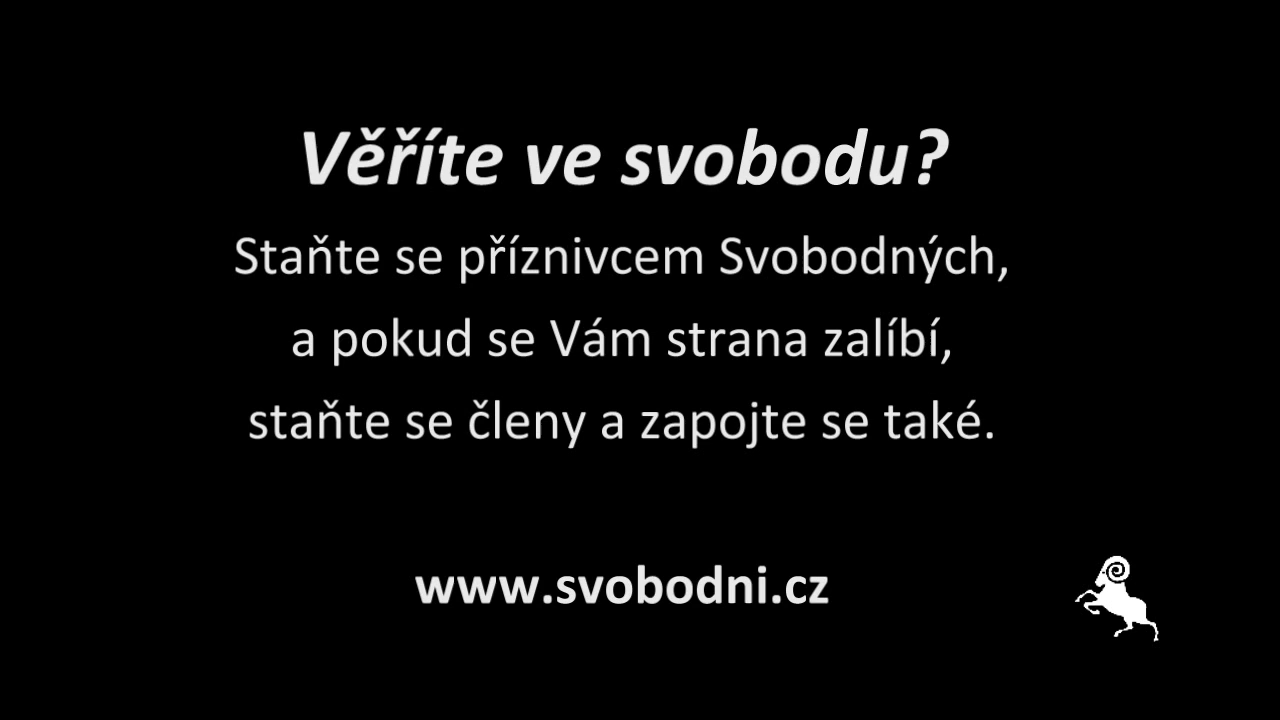 Věříte ve svobodu?
Staňte se příznivcem Svobodných,
a pokud se Vám strana zalíbí,
staňte se členy a zapojte se také.
www.svobodni.cz